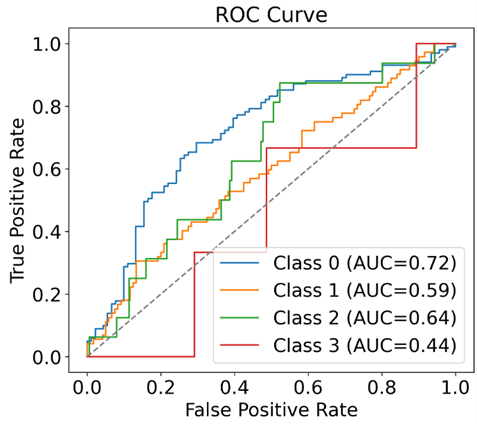 ROC Curve
True Positive Rate
1.0
0.8
0.6
0.4
0.2
0.0
Class 0 (AUC=0.72)
Class 1 (AUC=0.59)
Class 2 (AUC=0.64)
Class 3 (AUC=0.44)
0.0 0.2 0.4 0.6 0.8 1.0
False Positive Rate